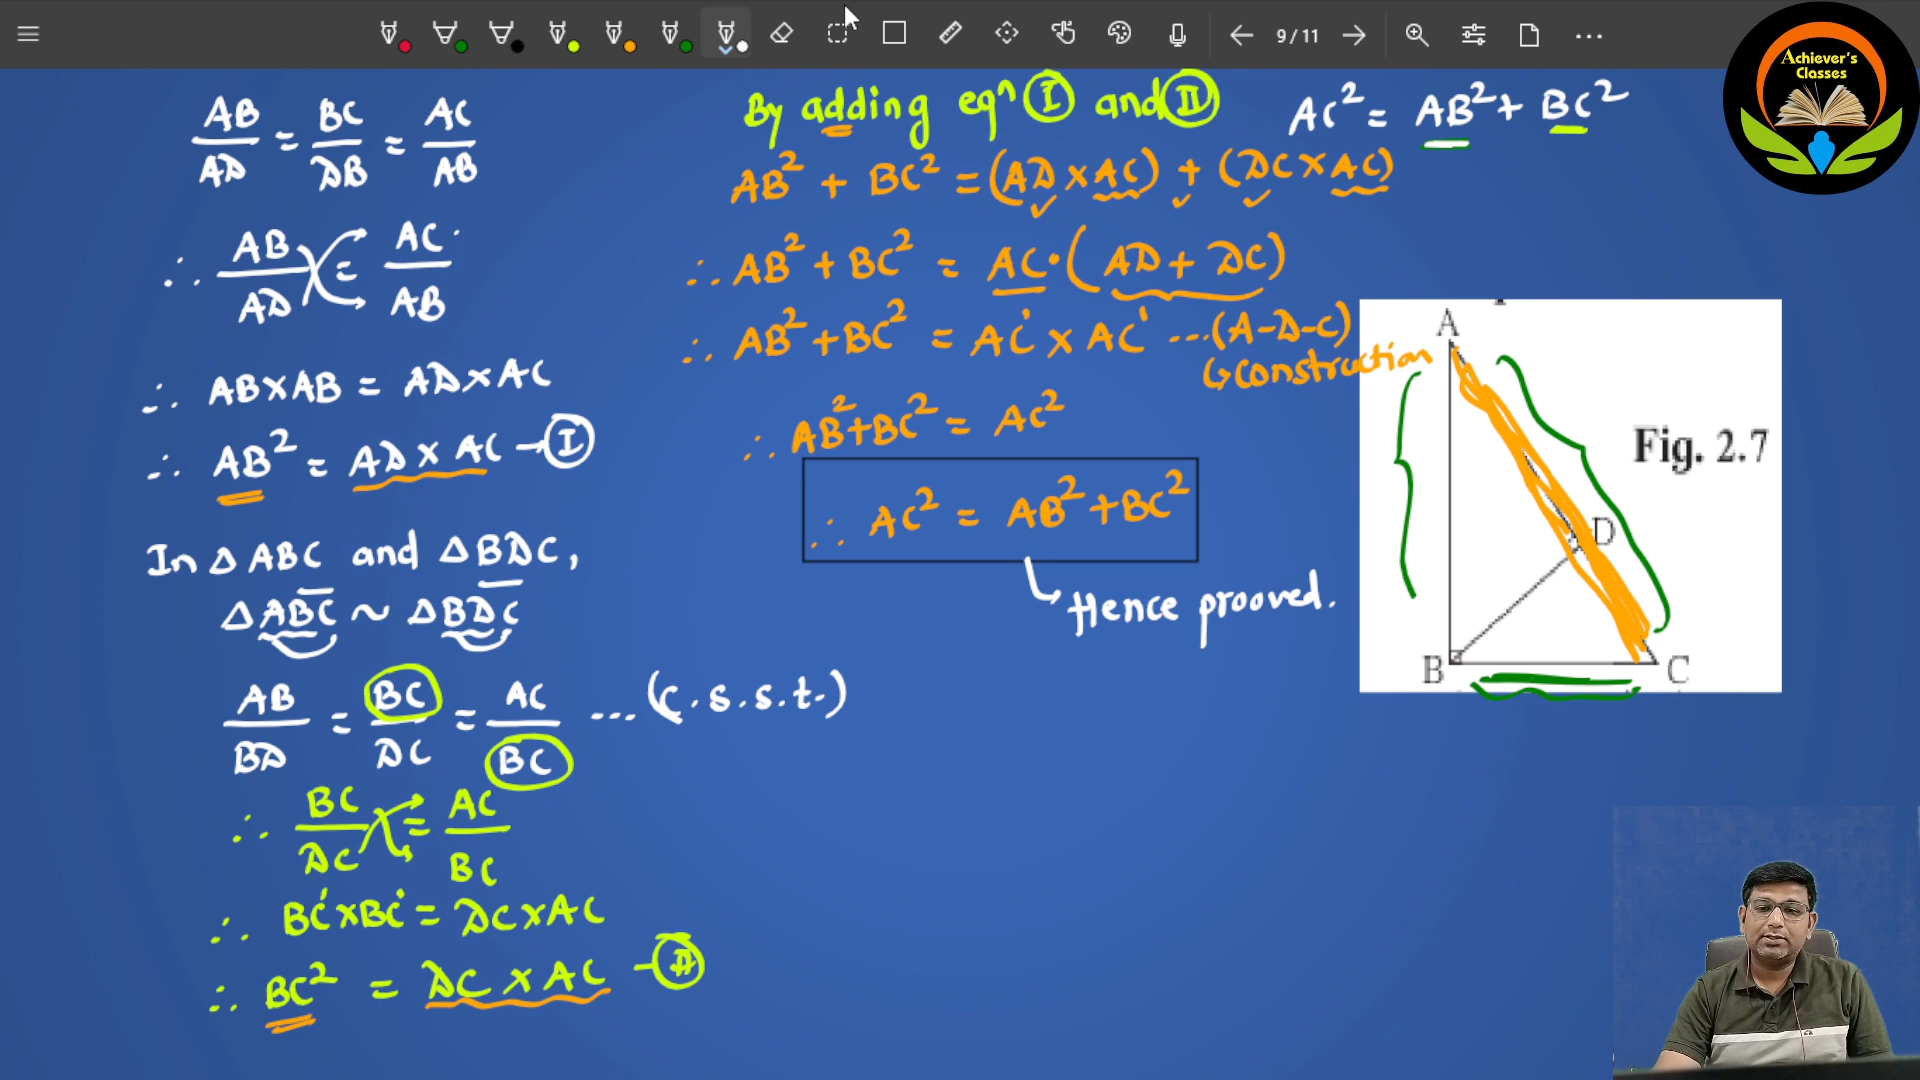 9 / 11
Achiever's
Classes
AB/AD = BC/DB = AC/AB
∴ AB/AD = AC/AB
∴ AB×AB = AD×AC
∴ AB² = AD × AC → Ⅰ
In △ ABC and △ BDC,
△ ABC ~ △ BDC
AB/BD = BC/DC = AC/BC ... (c.s.s.t.)
∴ BC/DC = AC/BC
∴ BC×BC = DC×AC
∴ BC² = DC × AC – Ⅱ
By adding eqⁿ Ⅰ and Ⅱ
AC² = AB² + BC²
AB² + BC² = (AD × AC) + (DC × AC)
∴ AB² + BC² = AC · (AD + DC)
∴ AB² + BC² = AC × AC ... (A-D-C)
↳ construction
∴ AB² + BC² = AC²
∴ AC² = AB² + BC²
↳ Hence prooved.
A
Fig. 2.7
D
B
C